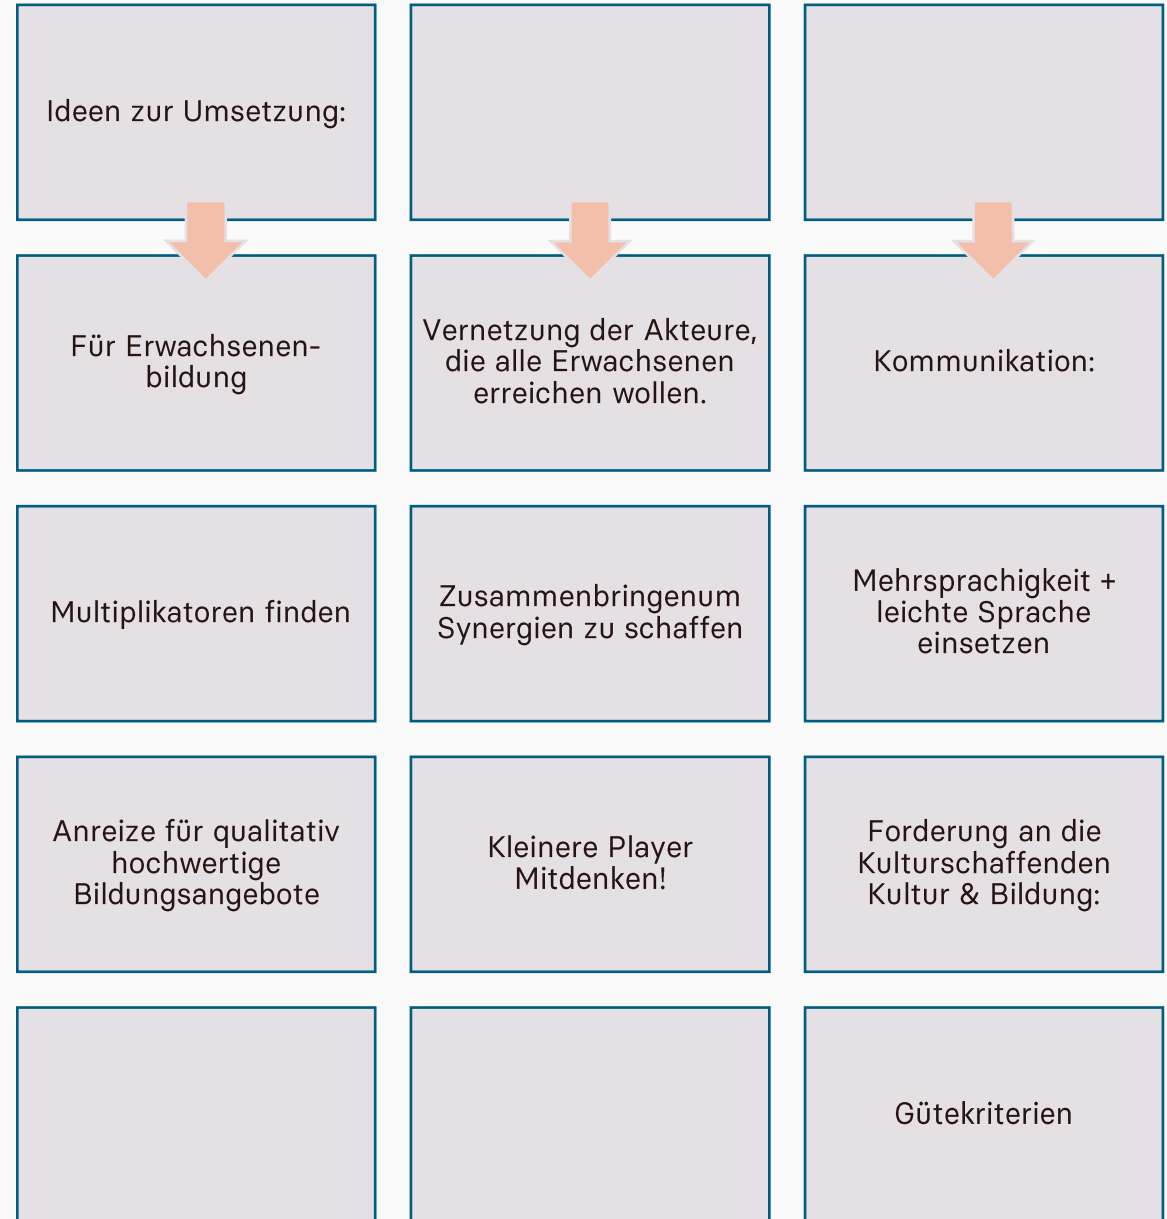 Ideen zur Umsetzung:
Für Erwachsenen-
bildung
Vernetzung der Akteure,
die alle Erwachsenen
erreichen wollen.
Kommunikation:
Multiplikatoren finden
Zusammenbringenum
Synergien zu schaffen
Mehrsprachigkeit +
leichte Sprache
einsetzen
Anreize für qualitativ
hochwertige
Bildungsangebote
Kleinere Player
Mitdenken!
Forderung an die
Kulturschaffenden
Kultur & Bildung:
Gütekriterien